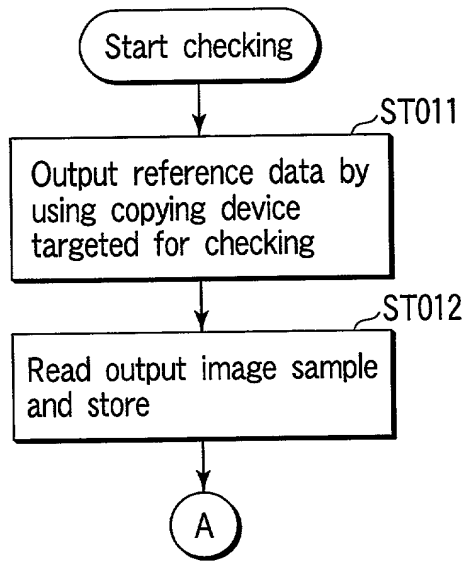 Start checking
ST011
Output reference data by
using copying device
targeted for checking
ST012
Read output image sample
and store
A